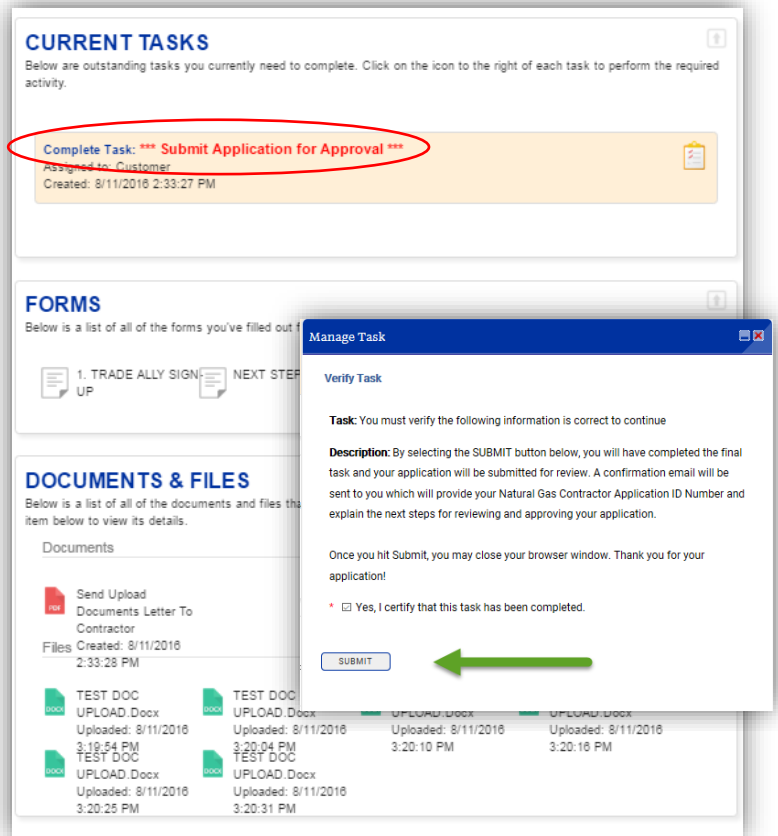 CURRENT TASKS
Below are outstanding tasks you currently need to complete. Click on the icon to the right of each task to perform the required
activity.
Complete Task: *** Submit Application for Approval ***
Assigned to: Customer
Created: 8/11/2016 2:33:27 PM
FORMS
Below is a list of all of the forms you've filled out
1. TRADE ALLY SIGN-
UP
NEXT STEP
Manage Task
Verify Task
Task: You must verify the following information is correct to continue
Description: By selecting the SUBMIT button below, you will have completed the final
task and your application will be submitted for review. A confirmation email will be
sent to you which will provide your Natural Gas Contractor Application ID Number and
explain the next steps for reviewing and approving your application.
Once you hit Submit, you may close your browser window. Thank you for your
application!
* Yes, I certify that this task has been completed.
SUBMIT
DOCUMENTS & FILES
Below is a list of all of the documents and files
item below to view its details.
Documents
PDF
Send Upload
Documents Letter To
Contractor
Created: 8/11/2016
2:33:28 PM
Files
DOCX
TEST DOC
UPLOAD.Docx
Uploaded: 8/11/2016
3:19:54 PM
DOCX
TEST DOC
UPLOAD.Docx
Uploaded: 8/11/2016
3:20:04 PM
UPLOAD.Docx
Uploaded: 8/11/2016
3:20:10 PM
UPLOAD.Docx
Uploaded: 8/11/2016
3:20:16 PM
DOCX
TEST DOC
UPLOAD.Docx
Uploaded: 8/11/2016
3:20:25 PM
DOCX
TEST DOC
UPLOAD.Docx
Uploaded: 8/11/2016
3:20:31 PM